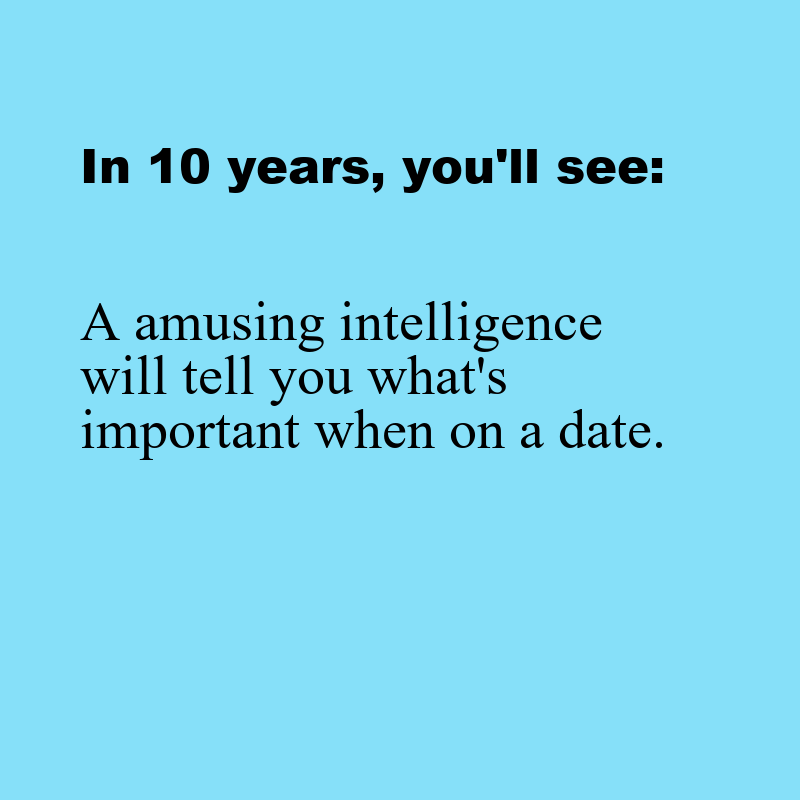 In 10 years, you'll see:
A amusing intelligence
will tell you what's
important when on a date.